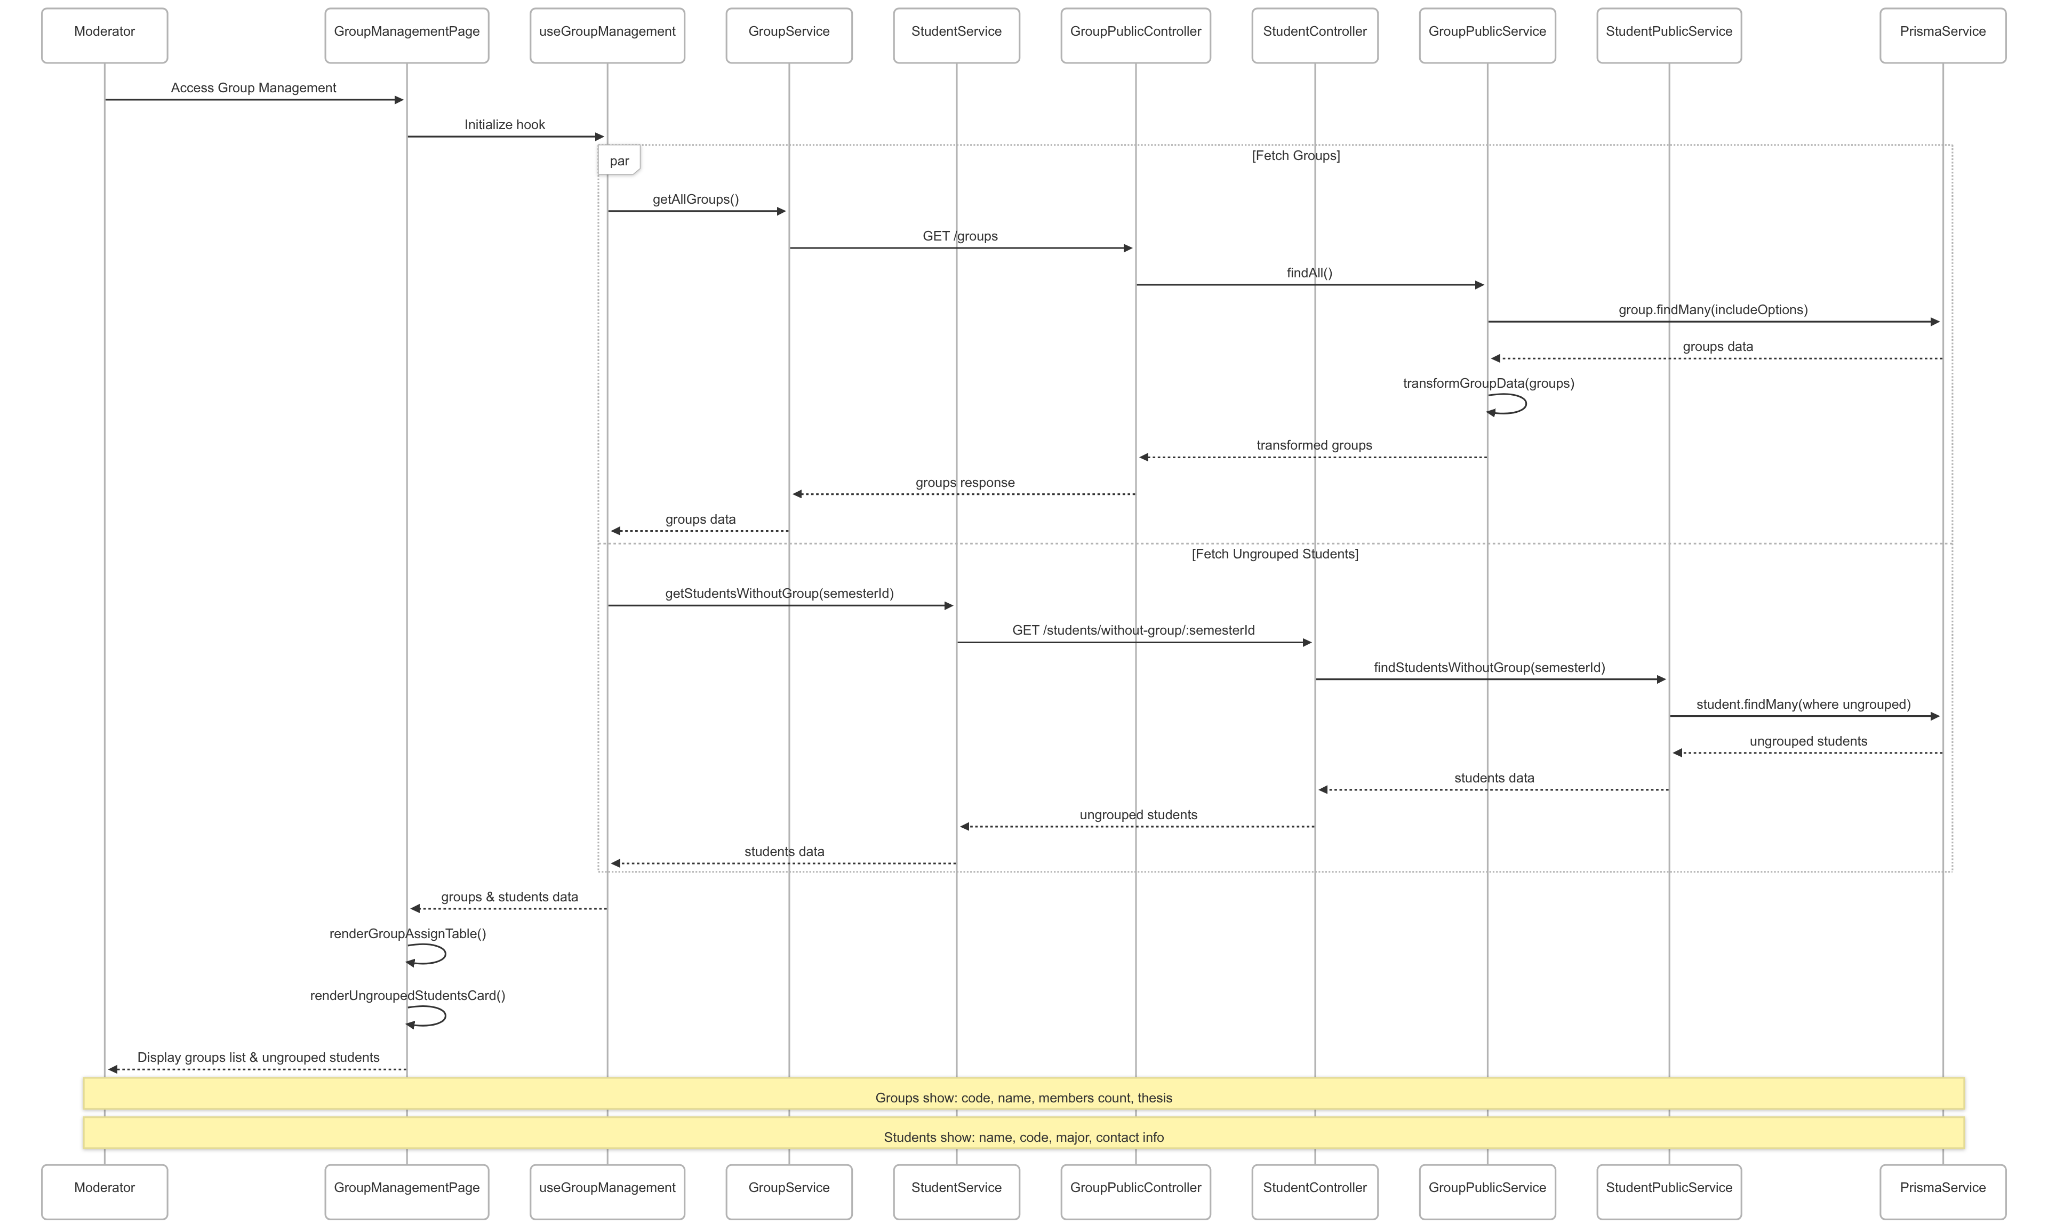 Moderator
GroupManagementPage
useGroupManagement
GroupService
StudentService
GroupPublicController
StudentController
GroupPublicService
StudentPublicService
PrismaService
Access Group Management
Initialize hook
par
[Fetch Groups]
getAllGroups()
GET /groups
findAll()
group.findMany(includeOptions)
groups data
transformGroupData(groups)
transformed groups
groups response
groups data
[Fetch Ungrouped Students]
getStudentsWithoutGroup(semesterId)
GET /students/without-group/:semesterId
findStudentsWithoutGroup(semesterId)
student.findMany(where ungrouped)
ungrouped students
students data
ungrouped students
students data
groups & students data
renderGroupAssignTable()
renderUngroupedStudentsCard()
Display groups list & ungrouped students
Groups show: code, name, members count, thesis
Students show: name, code, major, contact info
Moderator
GroupManagementPage
useGroupManagement
GroupService
StudentService
GroupPublicController
StudentController
GroupPublicService
StudentPublicService
PrismaService